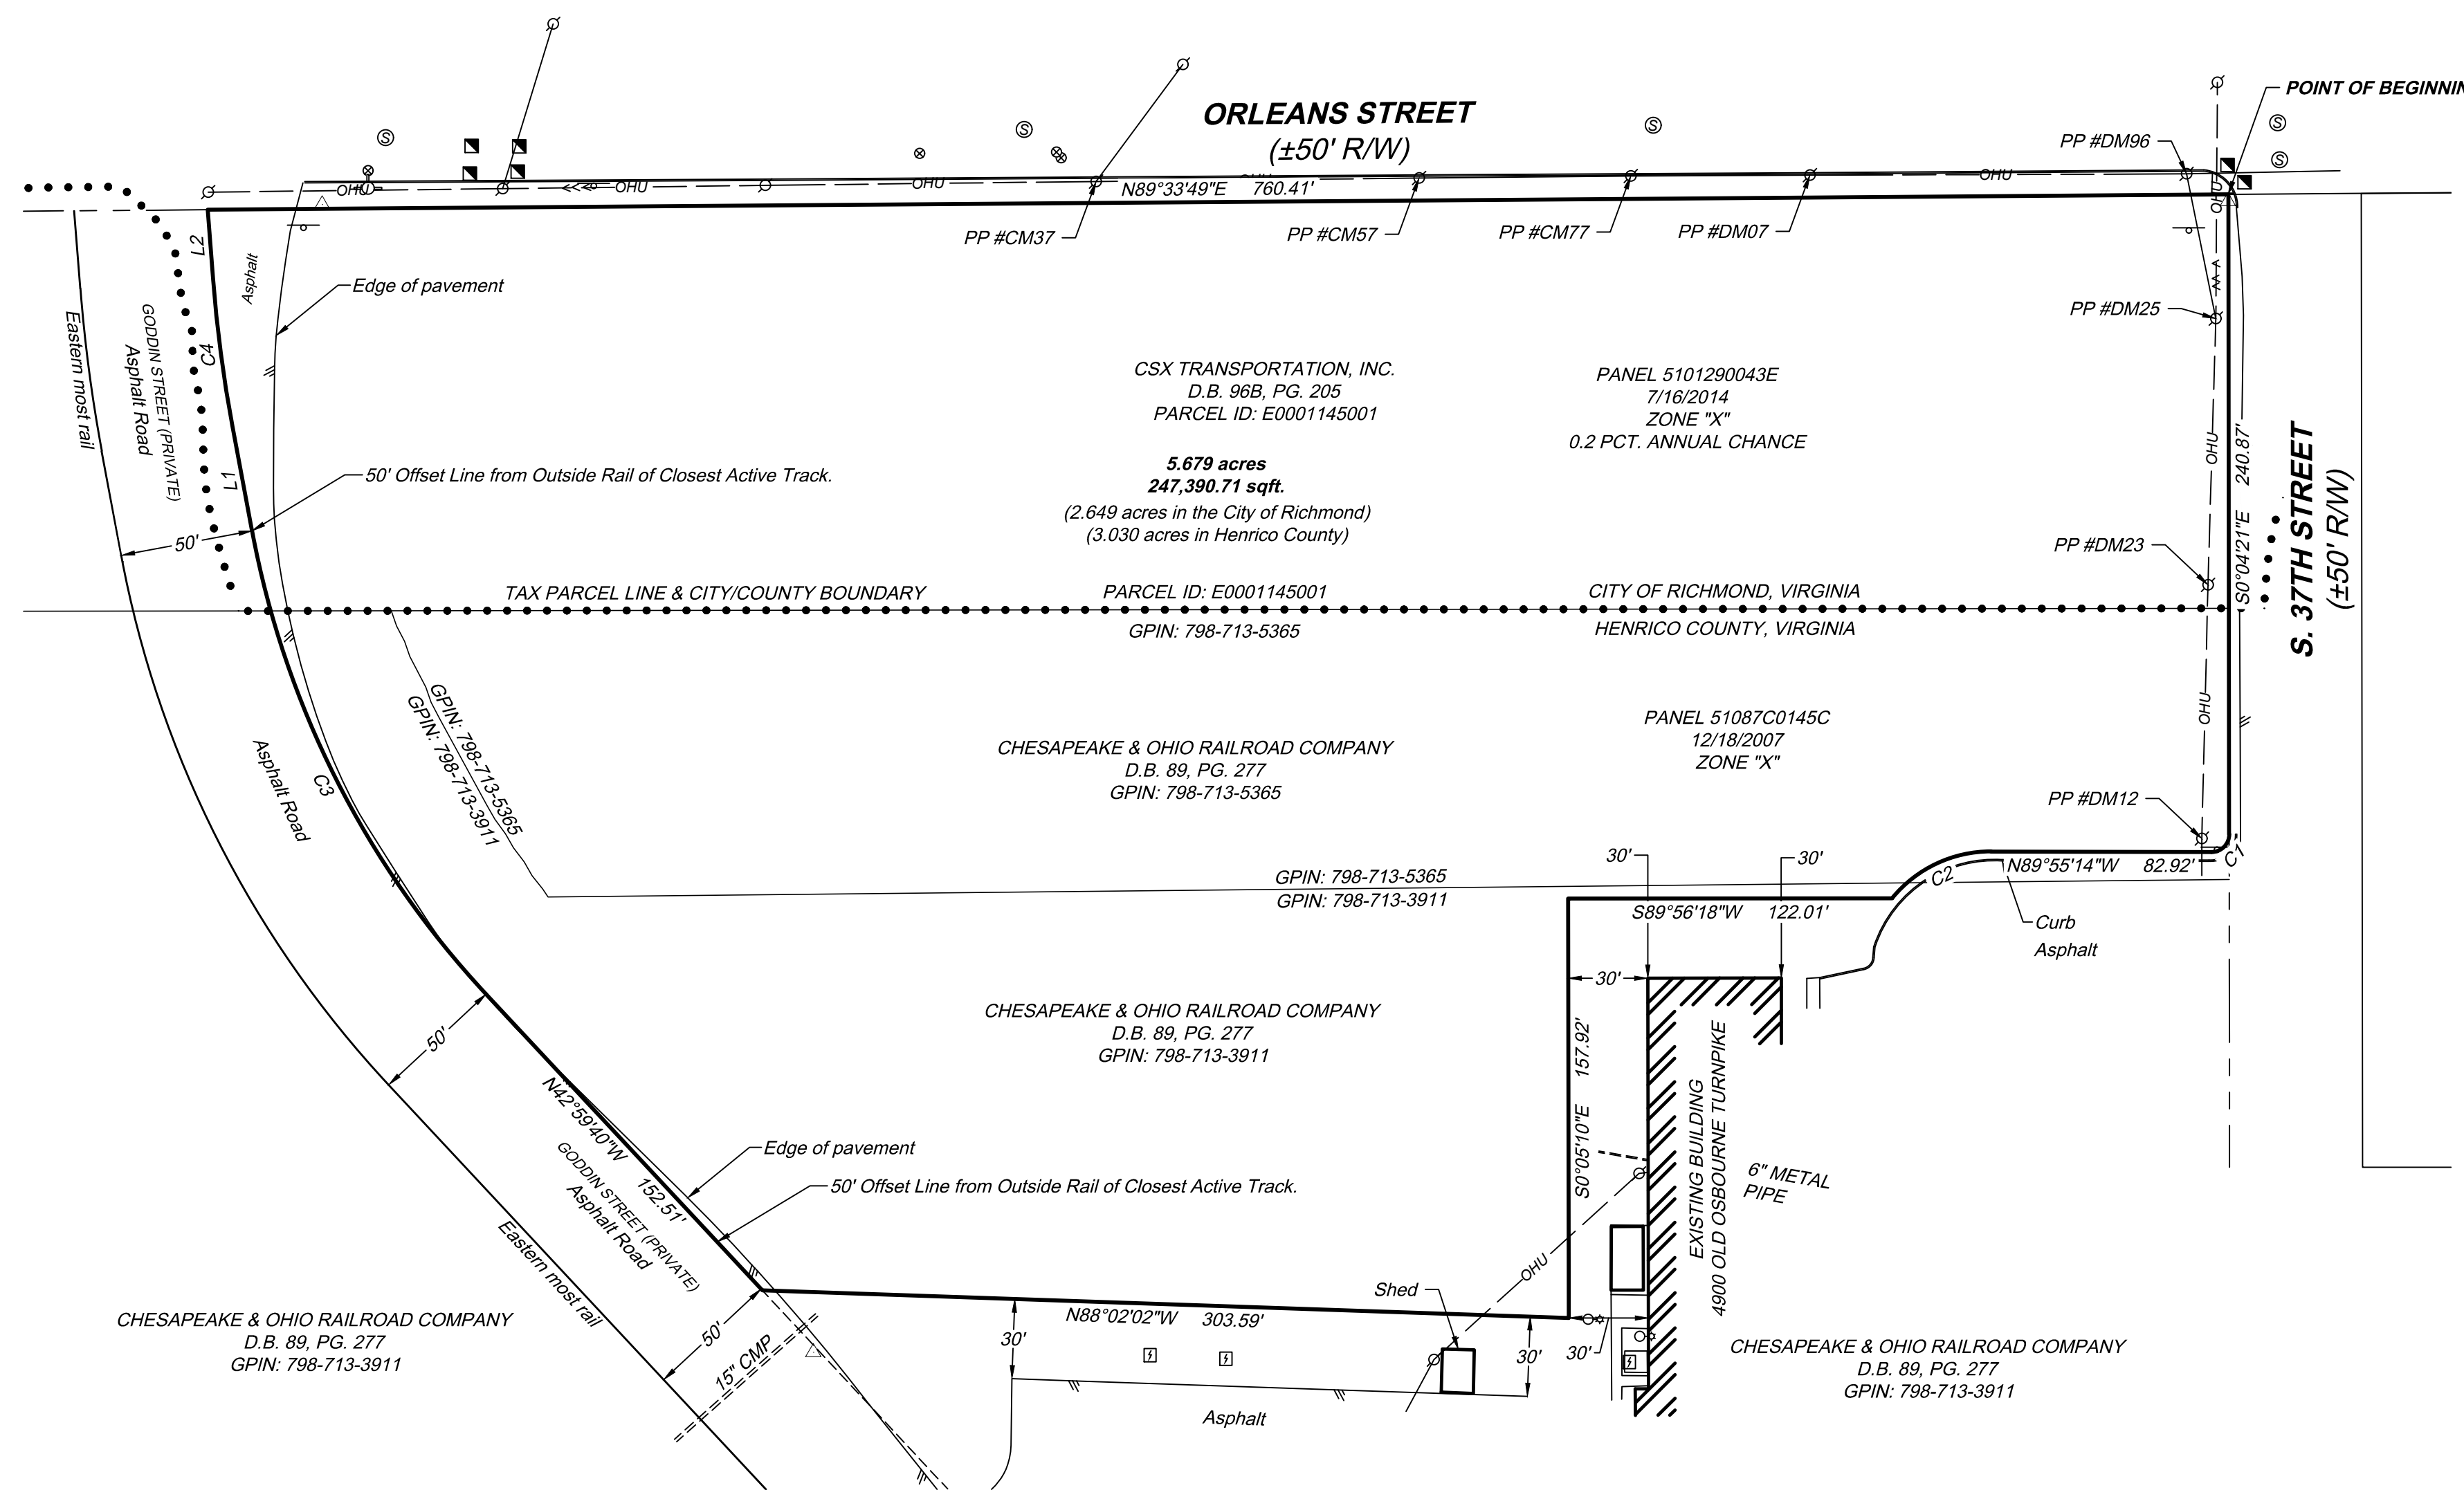 POINT OF BEGINNIN
ORLEANS STREET
(±50' R/W)
PP #DM96
S
S
S
S
S
OHU
OHU
OHU
OHU
OHU
N89°33'49"E 760.41'
PP #CM37
PP #CM57
PP #CM77
PP #DM07
L2
Asphalt
Edge of pavement
PP #DM25
Eastern most rail
GODDIN STREET (PRIVATE)
Asphalt Road
C4
L1
50' Offset Line from Outside Rail of Closest Active Track.
50'
CSX TRANSPORTATION, INC.
D.B. 96B, PG. 205
PARCEL ID: E0001145001
5.679 acres
247,390.71 sqft.
(2.649 acres in the City of Richmond)
(3.030 acres in Henrico County)
PANEL 5101290043E
7/16/2014
ZONE "X"
0.2 PCT. ANNUAL CHANCE
OHU
S0°04'21"E 240.87'
S. 37TH STREET
(±50' R/W)
PP #DM23
TAX PARCEL LINE & CITY/COUNTY BOUNDARY
PARCEL ID: E0001145001
CITY OF RICHMOND, VIRGINIA
GPIN: 798-713-5365
HENRICO COUNTY, VIRGINIA
GPIN: 798-713-5365
GPIN: 798-713-3911
Asphalt Road
C3
CHESAPEAKE & OHIO RAILROAD COMPANY
D.B. 89, PG. 277
GPIN: 798-713-5365
PANEL 51087C0145C
12/18/2007
ZONE "X"
OHU
PP #DM12
C1
30'
30'
N89°55'14"W 82.92'
C2
GPIN: 798-713-5365
GPIN: 798-713-3911
S89°56'18"W 122.01'
Curb
Asphalt
30'
CHESAPEAKE & OHIO RAILROAD COMPANY
D.B. 89, PG. 277
GPIN: 798-713-3911
50'
S0°05'10"E 157.92'
EXISTING BUILDING
4900 OLD OSBOURNE TURNPIKE
6" METAL
PIPE
N42°59'40"W 152.51'
GODDIN STREET (PRIVATE)
Asphalt Road
Edge of pavement
50' Offset Line from Outside Rail of Closest Active Track.
Eastern most rail
OHU
Shed
CHESAPEAKE & OHIO RAILROAD COMPANY
D.B. 89, PG. 277
GPIN: 798-713-3911
50'
15" CMP
30'
N88°02'02"W 303.59'
30'
30'
Asphalt
CHESAPEAKE & OHIO RAILROAD COMPANY
D.B. 89, PG. 277
GPIN: 798-713-3911